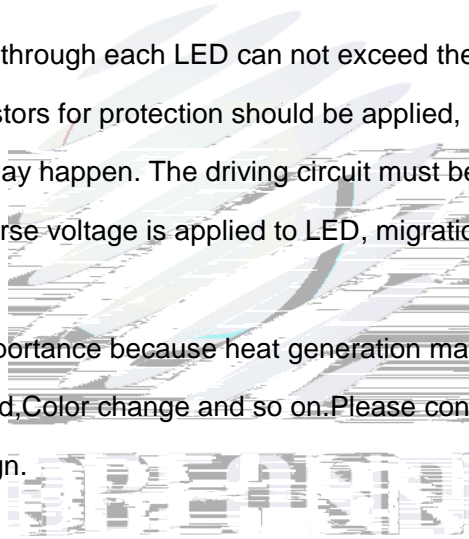 through each LED can not exceed the
stors for protection should be applied,
ay happen. The driving circuit must be
rse voltage is applied to LED, migratio
portance because heat generation ma
d,Color change and so on.Please con
gn.